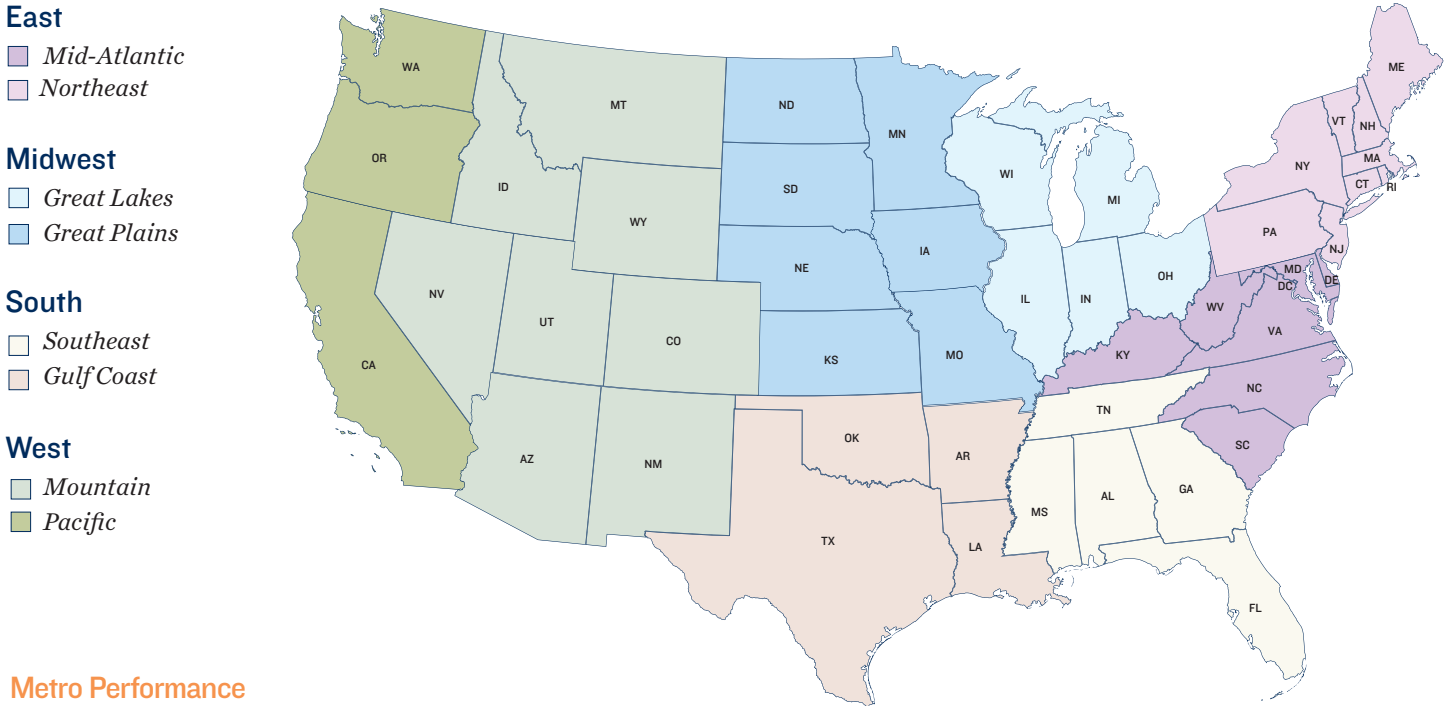 East
Mid-Atlantic
Northeast
Midwest
Great Lakes
Great Plains
South
Southeast
Gulf Coast
West
Mountain
Pacific
Metro Performance
WA
OR
CA
MT
ID
WY
NV
UT
CO
AZ
NM
ND
SD
NE
KS
MN
IA
MO
WI
MI
IL
IN
OH
OK
TX
AR
LA
MS
AL
TN
GA
FL
KY
WV
VA
NC
SC
MD
DC
DE
PA
NJ
NY
CT
RI
MA
VT
NH
ME